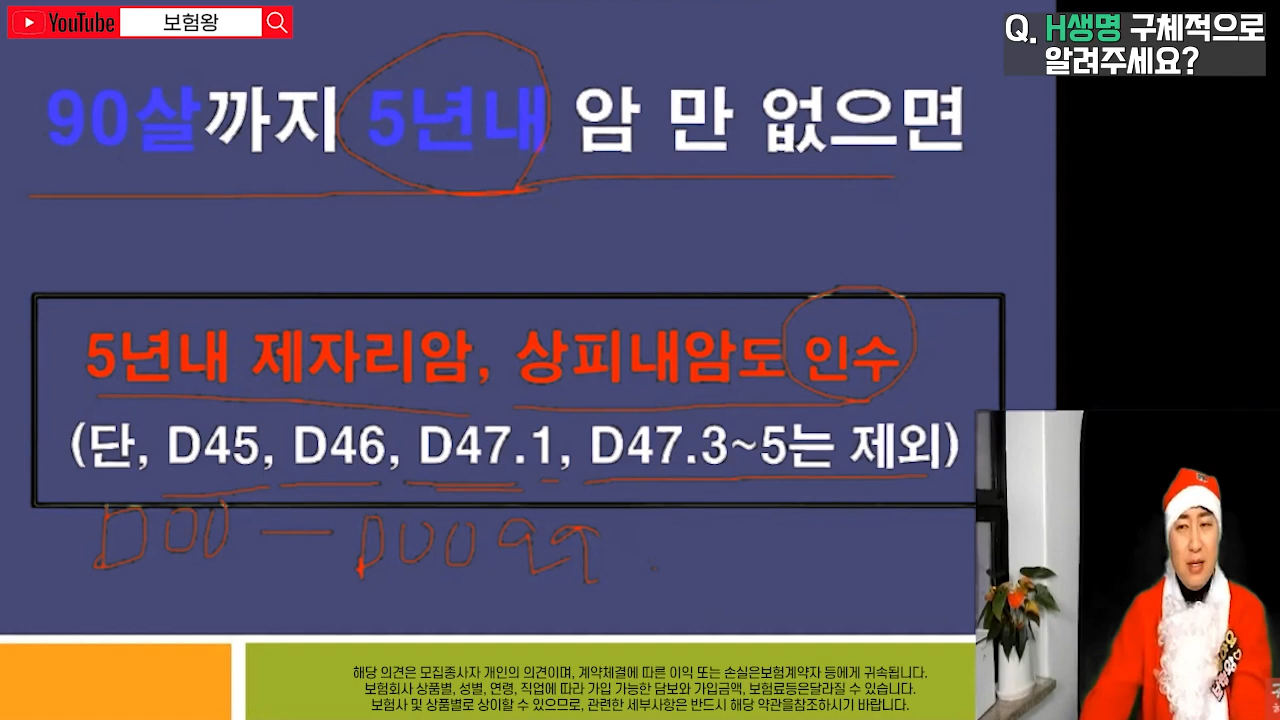 YouTube 보험왕
Q. H생명 구체적으로
알려주세요?
90살까지 5년내 암 만 없으면
5년내 제자리암, 상피내암도 인수
(단, D45, D46, D47.1, D47.3~5는 제외)
D00 — D00 99
해당 의견은 모집종사자 개인의 의견이며, 계약체결에 따른 이익 또는 손실은보험계약자 등에게 귀속됩니다.
보험회사 상품별, 성별, 연령, 직업에 따라 가입 가능한 담보와 가입금액, 보험료등은달라질 수 있습니다.
보험사 및 상품별로 상이할 수 있으므로, 관련한 세부사항은 반드시 해당 약관을참조하시기 바랍니다.